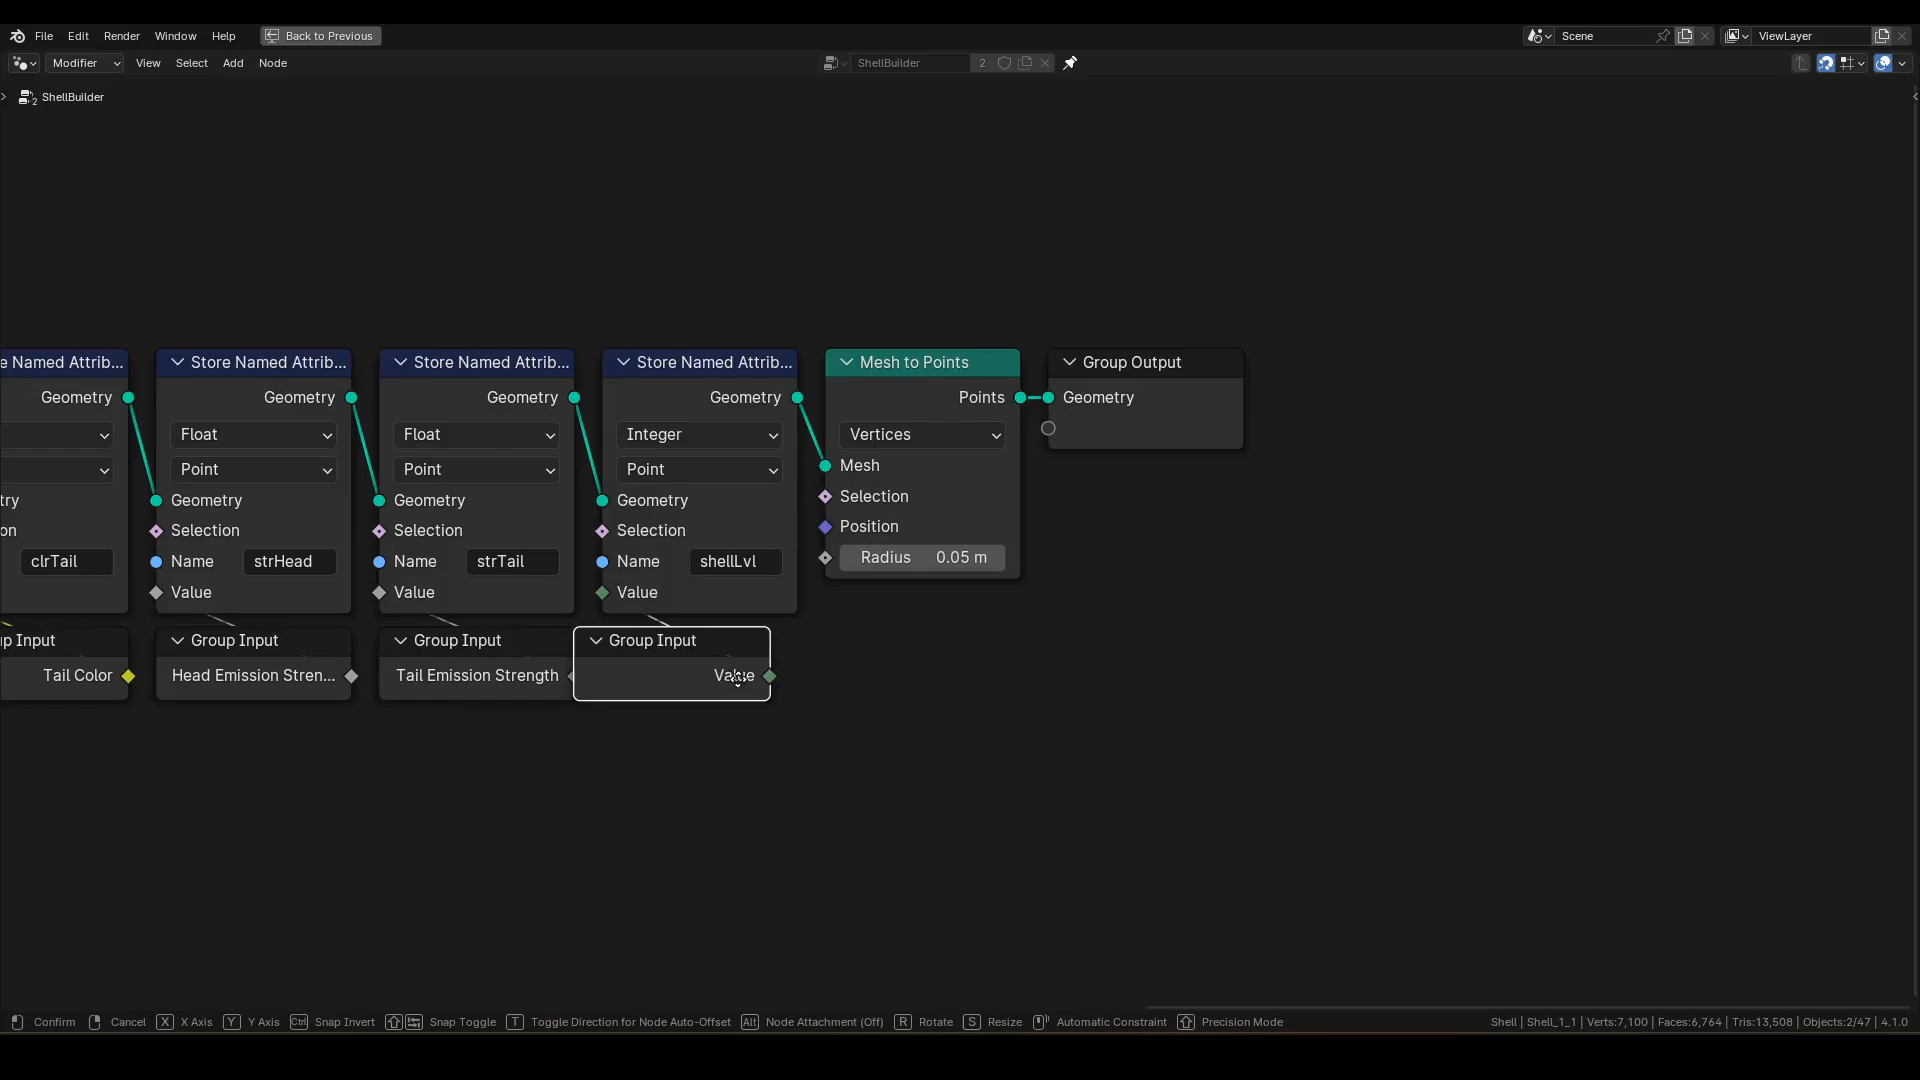 File Edit Render Window Help Back to Previous Scene ViewLayer
Modifier View Select Add Node ShellBuilder 2
2 ShellBuilder
e Named Attrib... Store Named Attrib... Store Named Attrib... Store Named Attrib... Mesh to Points Group Output
Geometry Geometry Geometry Geometry Points Geometry
Float Float Integer Vertices
Point Point Point Mesh
try Geometry Geometry Geometry Selection
on Selection Selection Selection Position
clrTail Name strHead Name strTail Name shellLvl Radius 0.05 m
Value Value Value
p Input Group Input Group Input Group Input
Tail Color Head Emission Stren... Tail Emission Strength Value
Confirm Cancel X X Axis Y Y Axis Ctrl Snap Invert Snap Toggle T Toggle Direction for Node Auto-Offset Alt Node Attachment (Off) R Rotate S Resize Automatic Constraint Precision Mode Shell | Shell_1_1 | Verts:7,100 | Faces:6,764 | Tris:13,508 | Objects:2/47 | 4.1.0